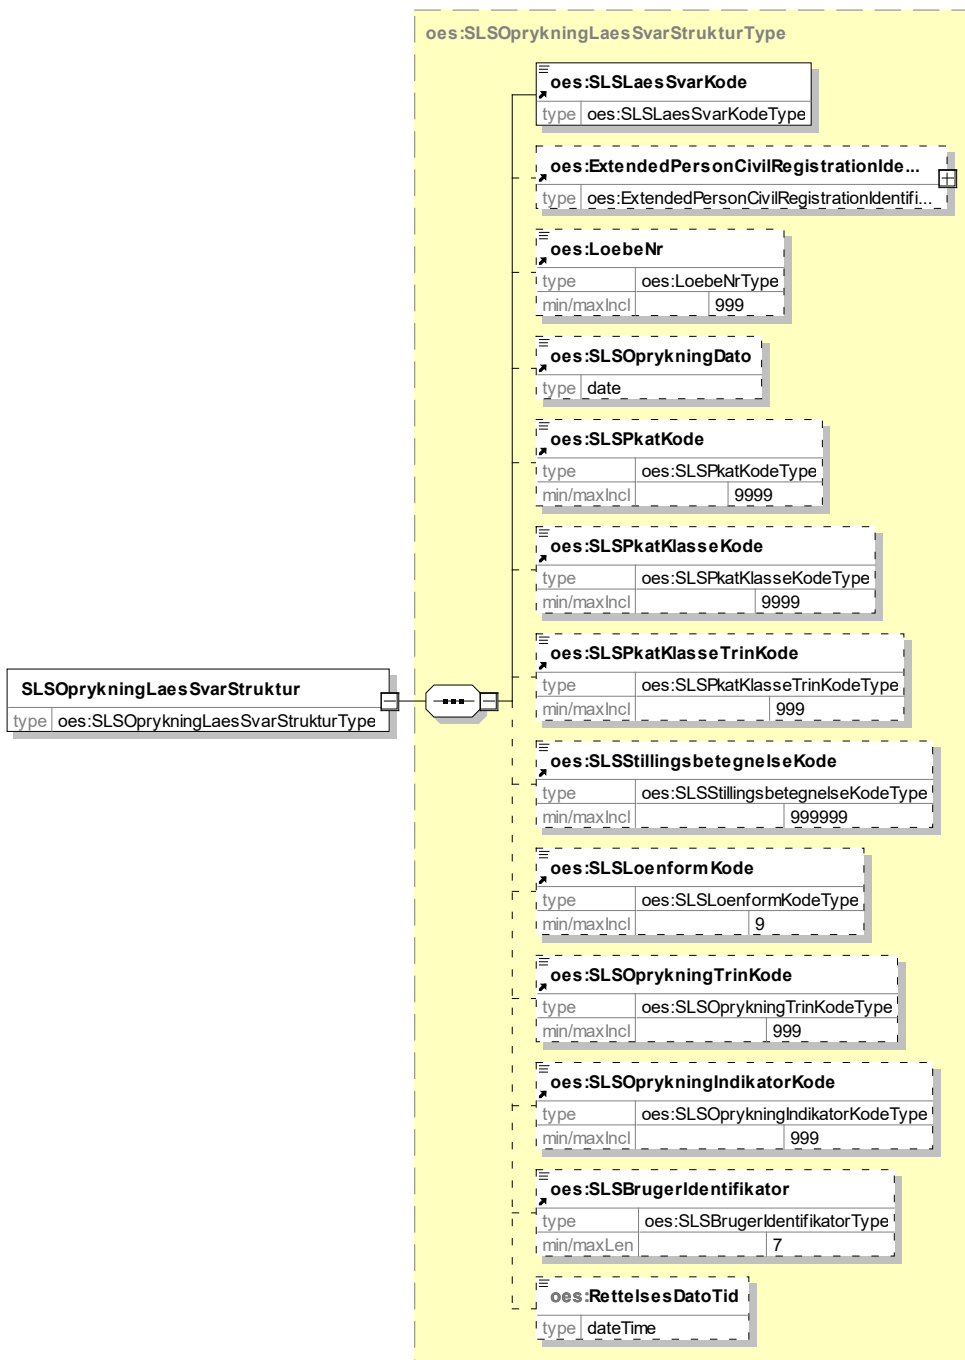 oes:SLSOprykningLaesSvarStrukturType
oes:SLSLaesSvarKode
type oes:SLSLaesSvarKodeType
oes:ExtendedPersonCivilRegistrationIde...
type oes:ExtendedPersonCivilRegistrationIdentifi...
oes:LoebeNr
type oes:LoebeNrType
min/maxIncl 999
oes:SLSOprykningDato
type date
oes:SLSPkatKode
type oes:SLSPkatKodeType
min/maxIncl 9999
oes:SLSPkatKlasseKode
type oes:SLSPkatKlasseKodeType
min/maxIncl 9999
oes:SLSPkatKlasseTrinKode
type oes:SLSPkatKlasseTrinKodeType
min/maxIncl 999
SLSOprykningLaesSvarStruktur
type oes:SLSOprykningLaesSvarStrukturType
oes:SLSStillingsbetegnelseKode
type oes:SLSStillingsbetegnelseKodeType
min/maxIncl 999999
oes:SLSLoenformKode
type oes:SLSLoenformKodeType
min/maxIncl 9
oes:SLSOprykningTrinKode
type oes:SLSOprykningTrinKodeType
min/maxIncl 999
oes:SLSOprykningIndikatorKode
type oes:SLSOprykningIndikatorKodeType
min/maxIncl 999
oes:SLSBrugerIdentifikator
type oes:SLSBrugerIdentifikatorType
min/maxLen 7
oes:RettelsesDatoTid
type dateTime